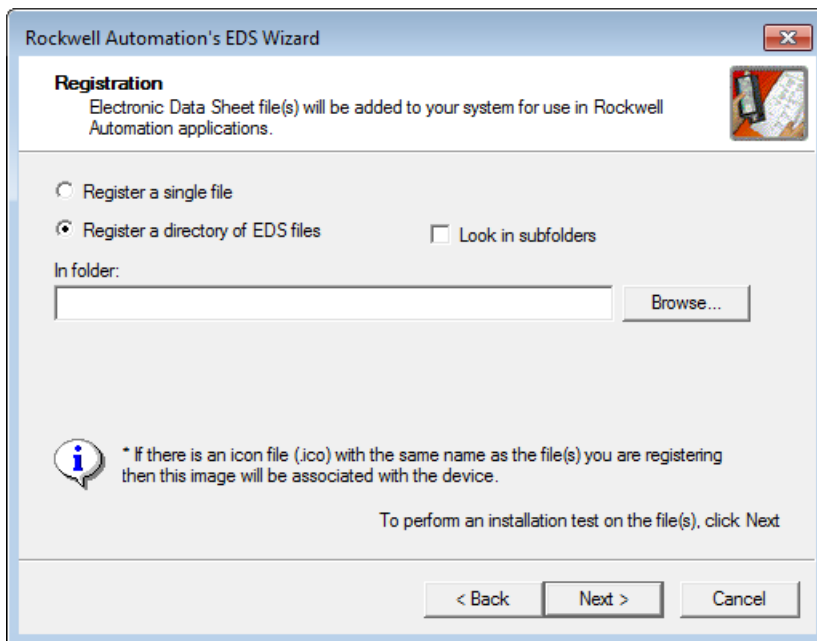 Rockwell Automation's EDS Wizard
Registration
Electronic Data Sheet file(s) will be added to your system for use in Rockwell
Automation applications.
Register a single file
Register a directory of EDS files
Look in subfolders
In folder:
Browse...
* If there is an icon file (.ico) with the same name as the file(s) you are registering
then this image will be associated with the device.
To perform an installation test on the file(s), click Next
< Back
Next >
Cancel